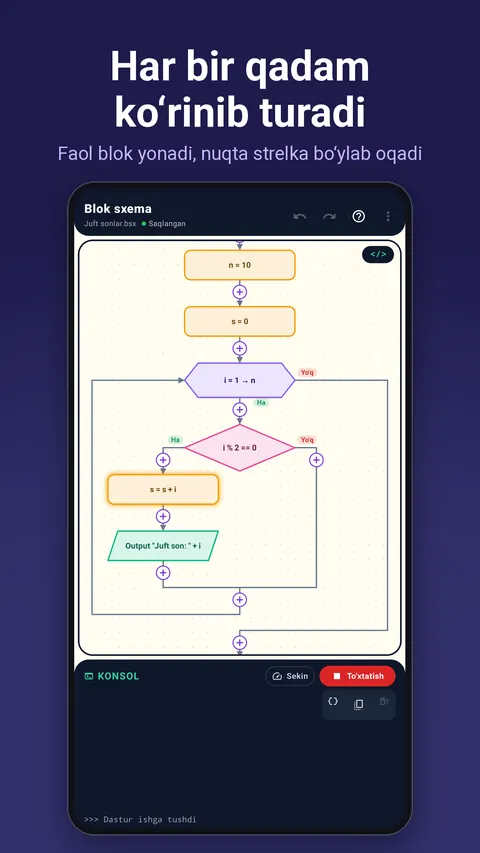 Har bir qadam
ko‘rinib turadi
Faol blok yonadi, nuqta strelka bo‘ylab oqadi
Blok sxema
Juft sonlar.bsx ● Saqlangan
</>
n = 10
s = 0
i = 1 → n
Yo'q
Ha
i % 2 == 0
Ha
Yo'q
s = s + i
Output "Juft son: " + i
KONSOL
Sekin
To'xtatish
{}
>>> Dastur ishga tushdi